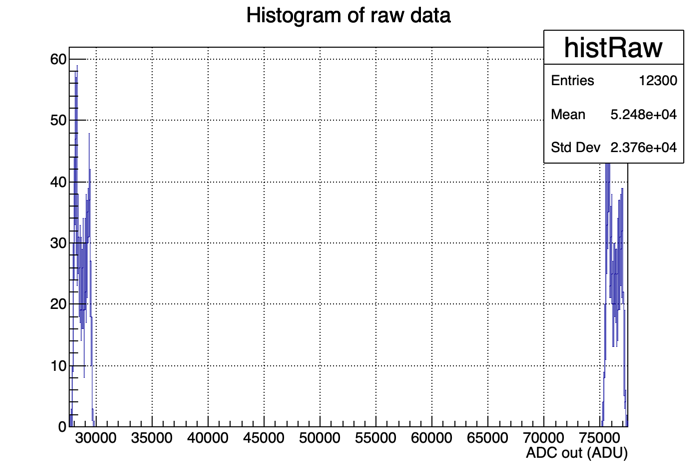 Histogram of raw data
histRaw
Entries 12300
Mean 5.248e+04
Std Dev 2.376e+04
60
50
40
30
20
10
0
30000 35000 40000 45000 50000 55000 60000 65000 70000 75000
ADC out (ADU)